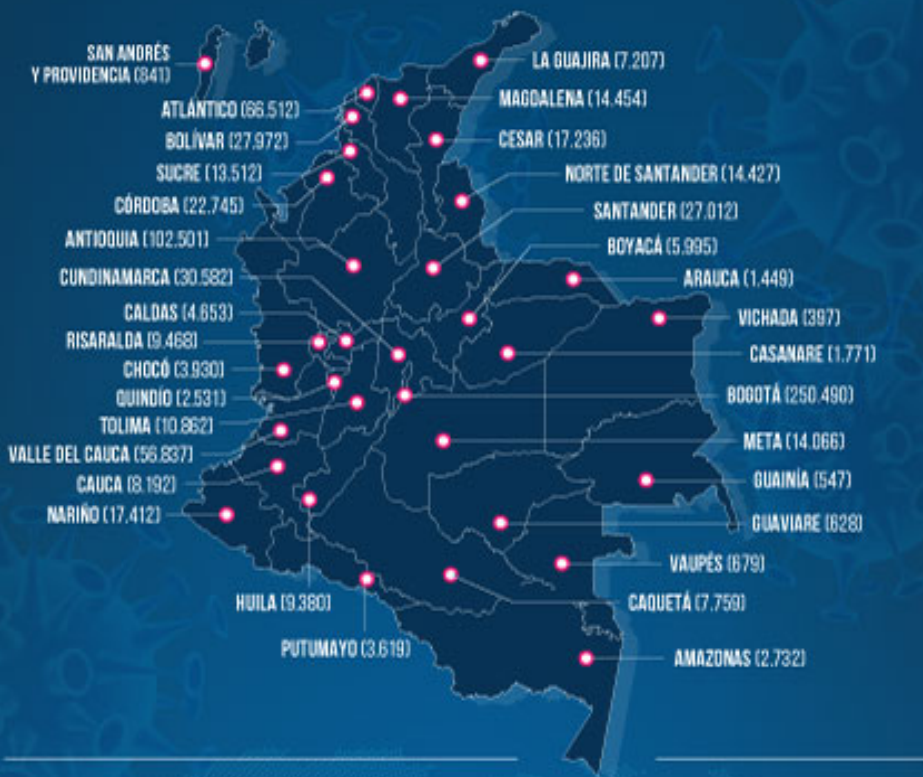 SAN ANDRÉS
Y PROVIDENCIA (841)
ATLÁNTICO (66.512)
BOLÍVAR (27.972)
SUCRE (13.512)
CÓRDOBA (22.745)
ANTIOQUIA (102.501)
CUNDINAMARCA (30.582)
CALDAS (4.653)
RISARALDA (9.468)
CHOCÓ (3.930)
QUINDÍO (2.531)
TOLIMA (10.862)
VALLE DEL CAUCA (56.837)
CAUCA (8.192)
NARIÑO (17.412)
HUILA (9.380)
PUTUMAYO (3.619)
LA GUAJIRA (7.207)
MAGDALENA (14.454)
CESAR (17.236)
NORTE DE SANTANDER (14.427)
SANTANDER (27.012)
BOYACÁ (5.995)
ARAUCA (1.449)
VICHADA (397)
CASANARE (1.771)
BOGOTÁ (250.490)
META (14.066)
GUAINÍA (547)
GUAVIARE (628)
VAUPÉS (679)
CAQUETÁ (7.759)
AMAZONAS (2.732)